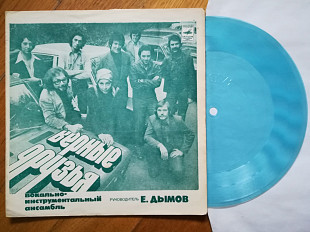 верные
друзья
вокально-
инструментальный
ансамбль
руководитель Е. ДЫМОВ